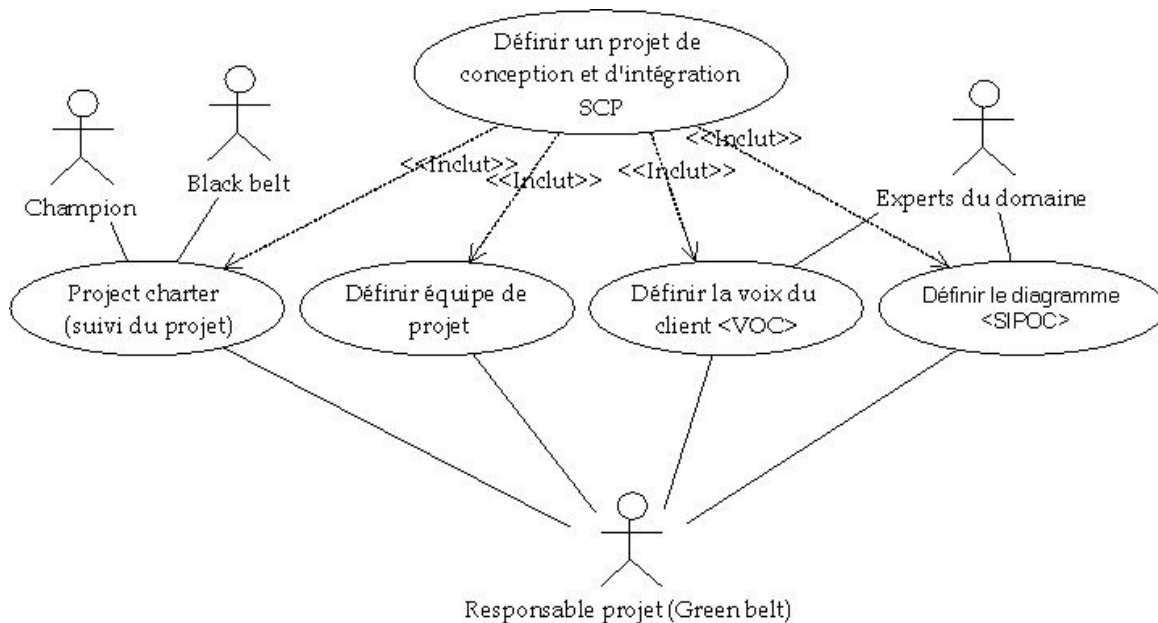 Définir un projet de
conception et d'intégration
SCP
<<Inclut>>
<<Inclut>>
<<Inclut>>
<<Inclut>>
Black belt
Champion
Experts du domaine
Project charter
(suivi du projet)
Définir équipe de
projet
Définir la voix du
client <VOC>
Définir le diagramme
<SIPOC>
Responsable projet (Green belt)